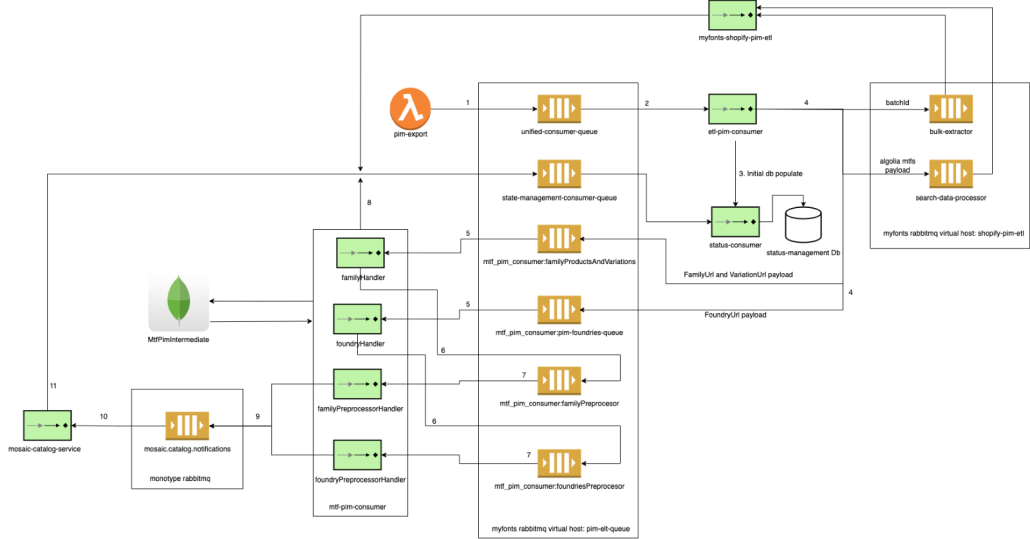 myfonts-shopify-pim-etl
1
2
4
batchId
pim-export
unified-consumer-queue
etl-pim-consumer
bulk-extractor
algolia mtfs
payload
3. Initial db populate
state-management-consumer-queue
search-data-processor
8
status-consumer
status-management Db
myfonts rabbitmq virtual host: shopify-pim-etl
5
mtf_pim_consumer:familyProductsAndVariations
familyHandler
FamilyUrl and VariationUrl payload
4
5
FoundryUrl payload
MtfPimIntermediate
foundryHandler
mtf_pim_consumer:pim-foundries-queue
6
7
11
familyPreprocessorHandler
mtf_pim_consumer:familyPreprocesor
10
9
6
mosaic-catalog-service
mosaic.catalog.notifications
7
monotype rabbitmq
foundryPreprocessorHandler
mtf_pim_consumer:foundriesPreprocesor
mtf-pim-consumer
myfonts rabbitmq virtual host: pim-elt-queue